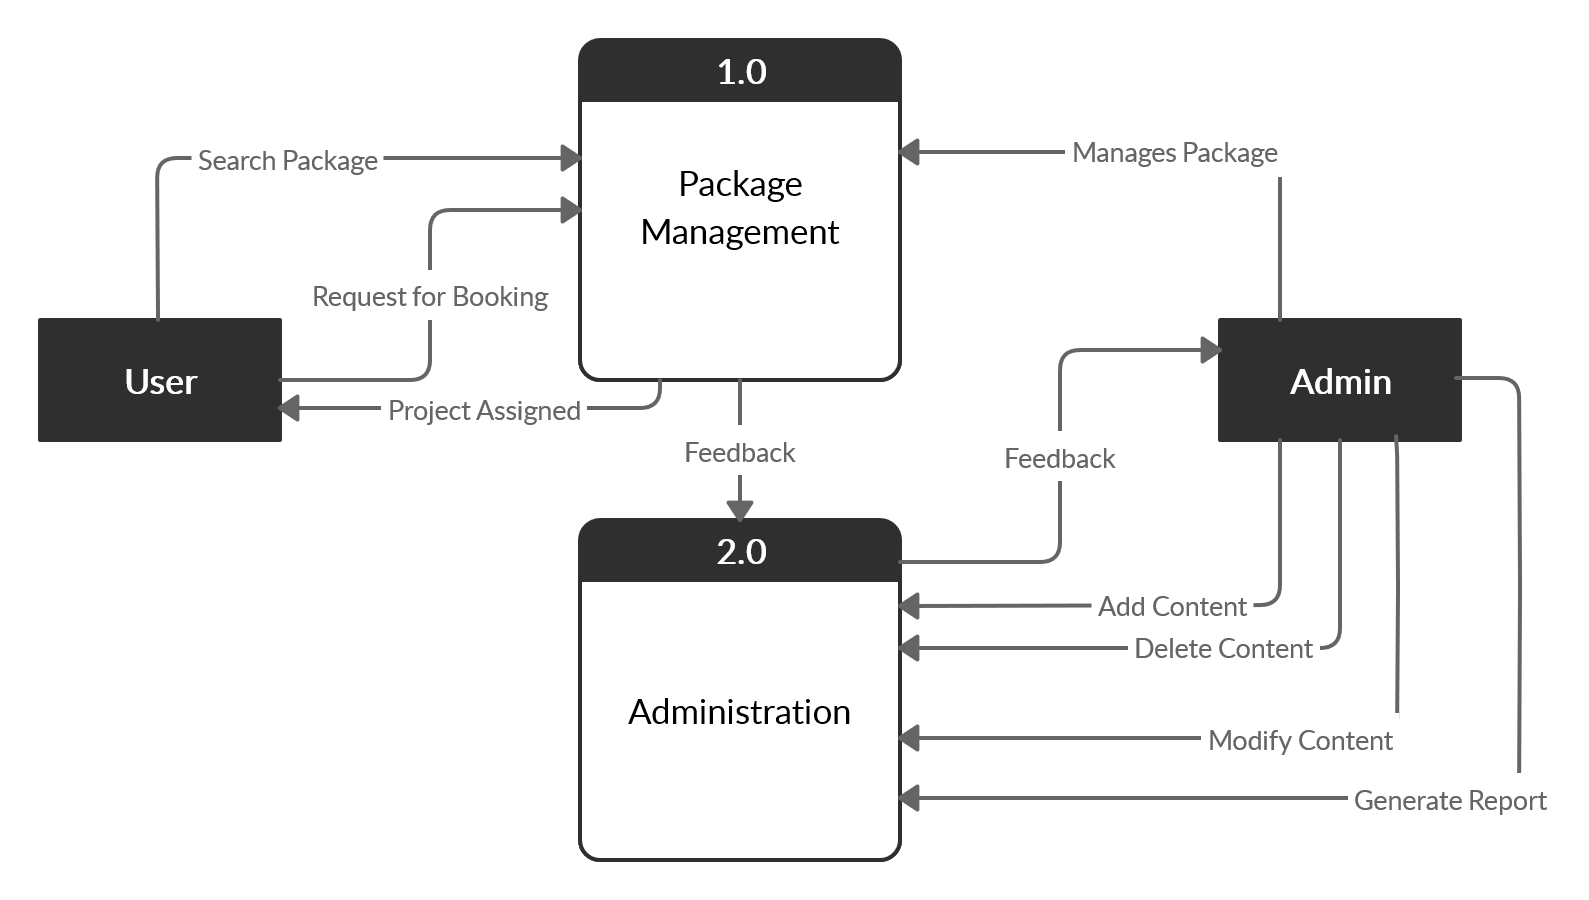 1.0
Search Package
Manages Package
Package
Management
Request for Booking
User
Admin
Project Assigned
Feedback
Feedback
2.0
Add Content
Delete Content
Administration
Modify Content
Generate Report